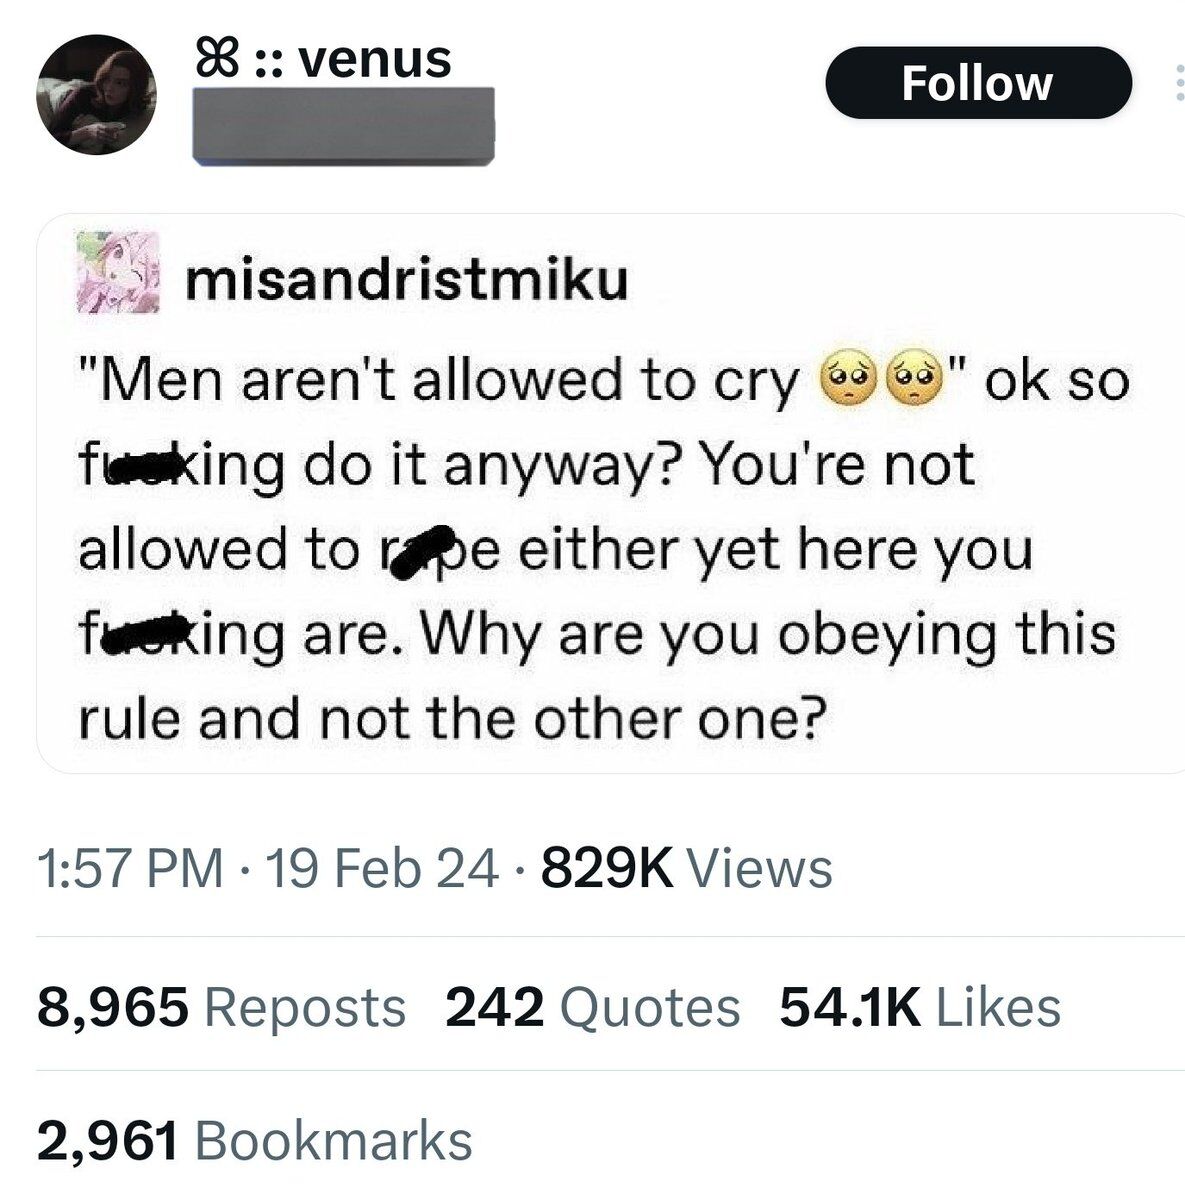 ꕤ :: venus
Follow
misandristmiku
"Men aren't allowed to cry 🥺🥺" ok so
king do it anyway? You're not
allowed to either yet here you
king are. Why are you obeying this
rule and not the other one?
1:57 PM · 19 Feb 24 · 829K Views
8,965 Reposts 242 Quotes 54.1K Likes
2,961 Bookmarks